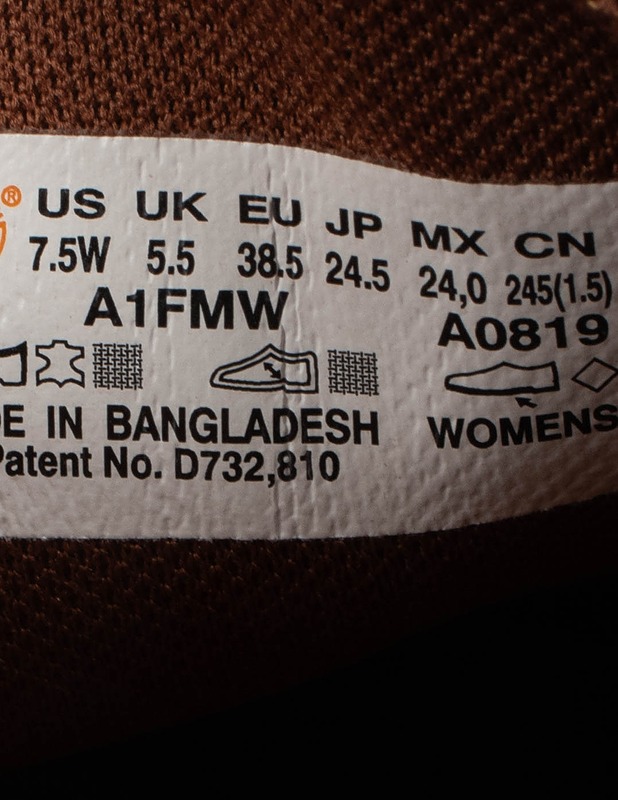 ® US UK EU JP MX CN
7.5W 5.5 38.5 24.5 24,0 245(1.5)
A1FMW A0819
E IN BANGLADESH WOMENS
Patent No. D732,810